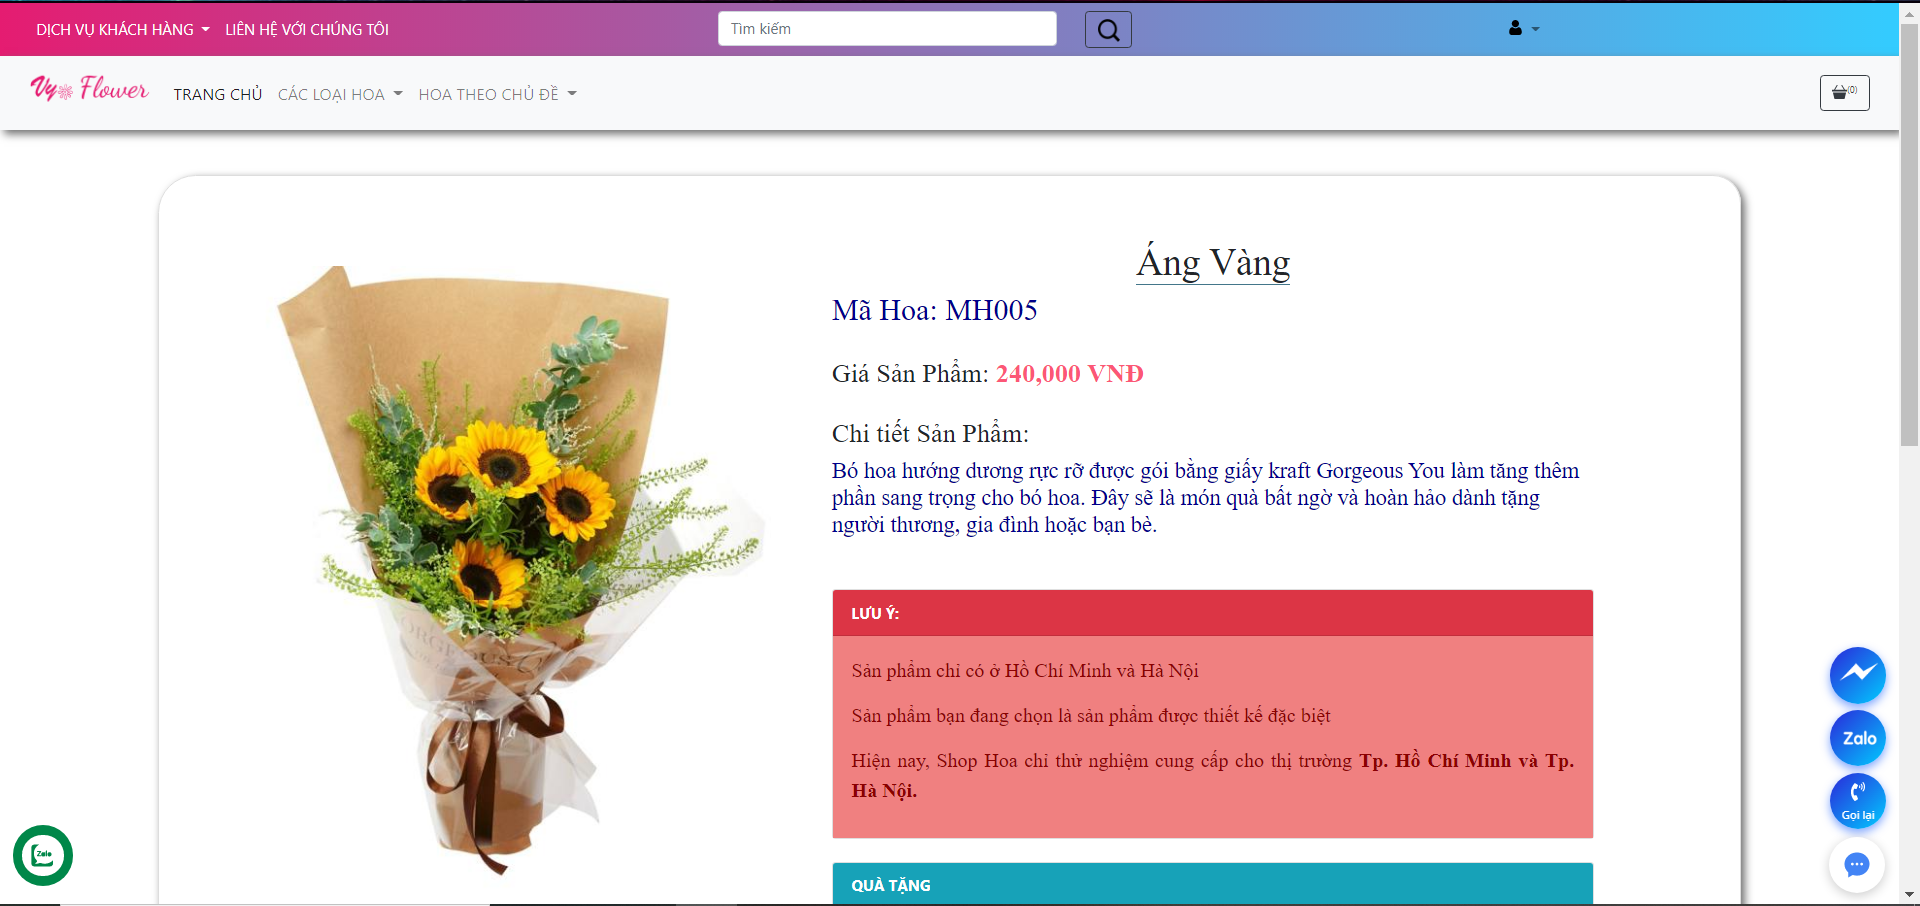 DỊCH VỤ KHÁCH HÀNG
LIÊN HỆ VỚI CHÚNG TÔI
Tìm kiếm
Vy Flower
TRANG CHỦ
CÁC LOẠI HOA
HOA THEO CHỦ ĐỀ
(0)
Áng Vàng
Mã Hoa: MH005
Giá Sản Phẩm: 240,000 VNĐ
Chi tiết Sản Phẩm:
Bó hoa hướng dương rực rỡ được gói bằng giấy kraft Gorgeous You làm tăng thêm
phần sang trọng cho bó hoa. Đây sẽ là món quà bất ngờ và hoàn hảo dành tặng
người thương, gia đình hoặc bạn bè.
LƯU Ý:
Sản phẩm chỉ có ở Hồ Chí Minh và Hà Nội
Sản phẩm bạn đang chọn là sản phẩm được thiết kế đặc biệt
Hiện nay, Shop Hoa chỉ thử nghiệm cung cấp cho thị trường Tp. Hồ Chí Minh và Tp.
Hà Nội.
QUÀ TẶNG
Zalo
Gọi lại
Zalo